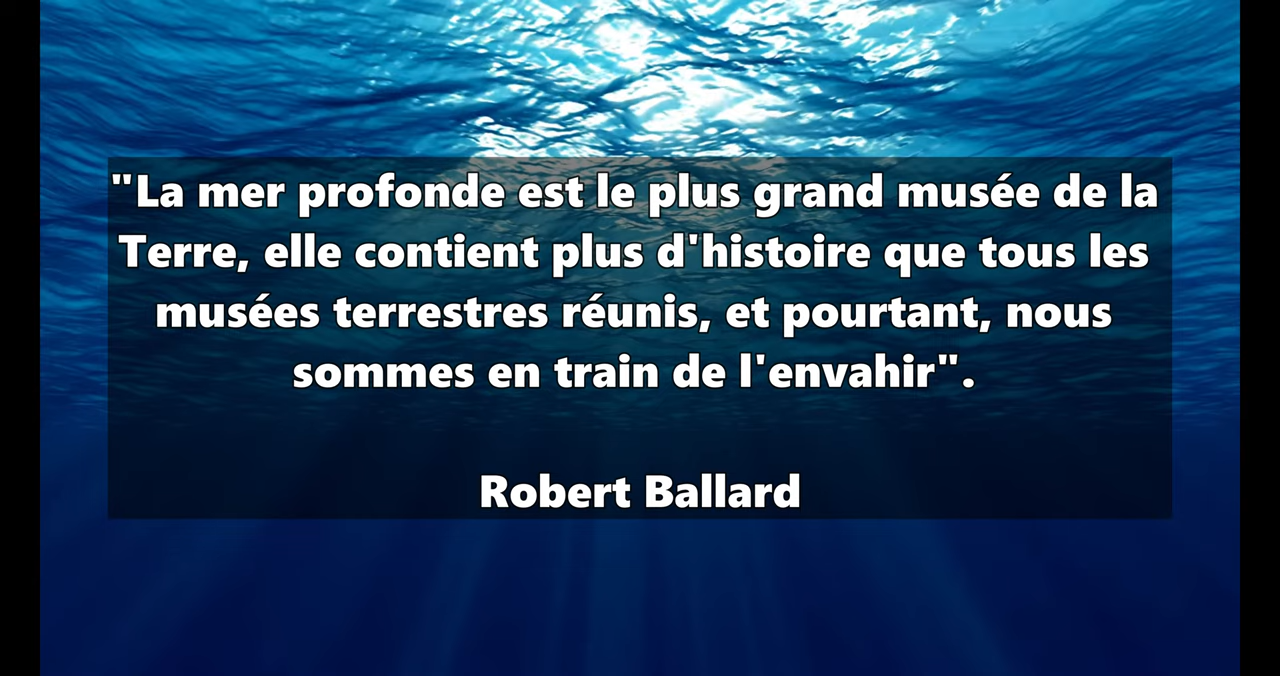 "La mer profonde est le plus grand musée de la
Terre, elle contient plus d'histoire que tous les
musées terrestres réunis, et pourtant, nous
sommes en train de l'envahir".
Robert Ballard